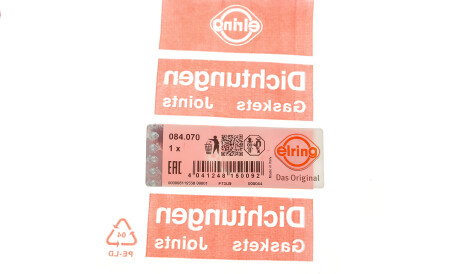 elring
Dichtungen
Gaskets Joints
084.070
1 x
elring
EAC
4 041248 160092
Das Original
Dichtungen
Gaskets Joints
04
PE-LD